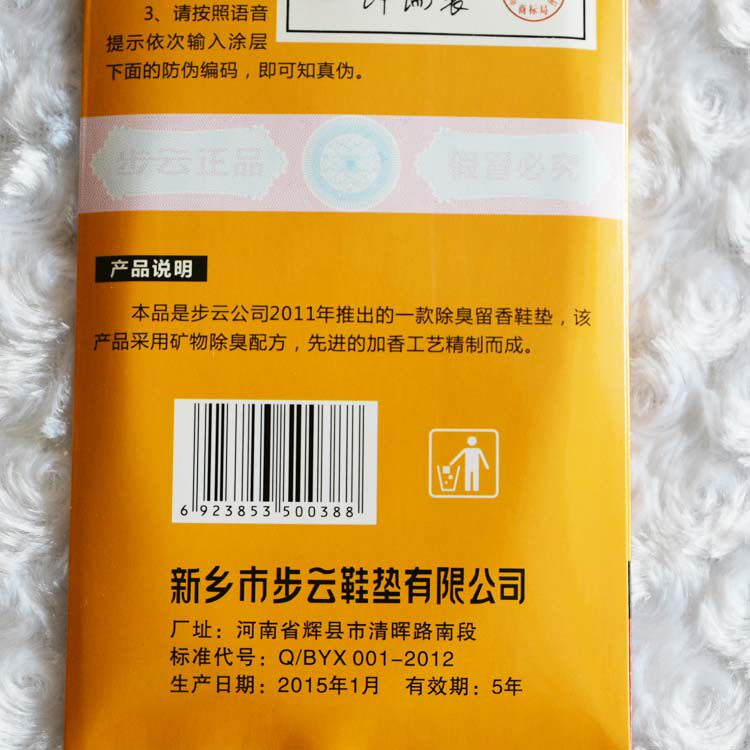 3、请按照语音
提示依次输入涂层
下面的防伪编码，即可知真伪。
商标局
步云正品
假冒必究
产品说明
本品是步云公司2011年推出的一款除臭留香鞋垫，该
产品采用矿物除臭配方，先进的加香工艺精制而成。
6 923853 500388
新乡市步云鞋垫有限公司
厂址：河南省辉县市清晖路南段
标准代号：Q/BYX 001-2012
生产日期：2015年1月 有效期：5年